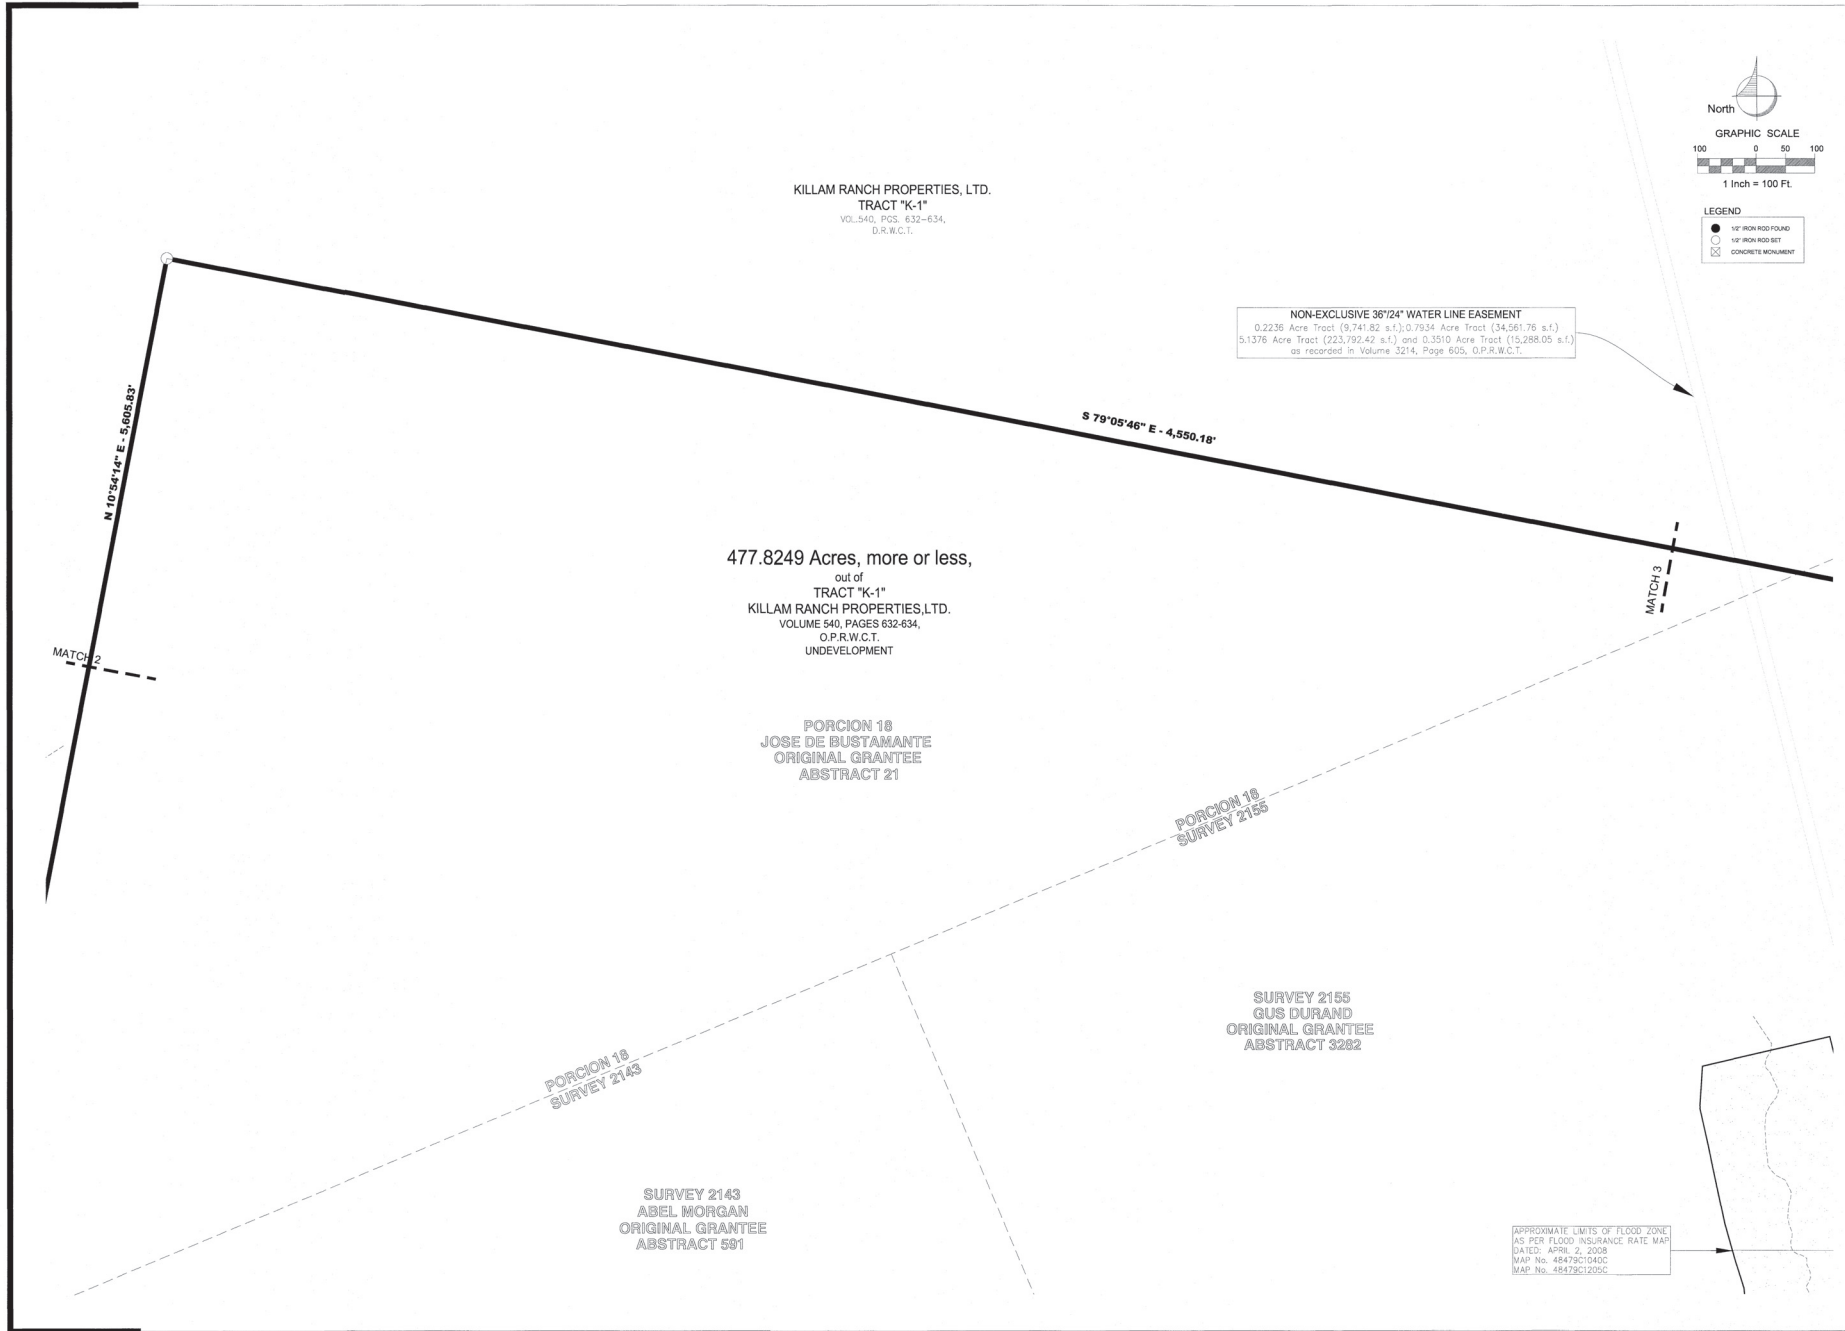 North
GRAPHIC SCALE
100 0 50 100
1 Inch = 100 Ft.
LEGEND
1/2" IRON ROD FOUND
1/2" IRON ROD SET
CONCRETE MONUMENT
KILLAM RANCH PROPERTIES, LTD.
TRACT "K-1"
VOL.540, PGS. 632-634,
D.R.W.C.T.
NON-EXCLUSIVE 36"/24" WATER LINE EASEMENT
0.2236 Acre Tract (9,741.82 s.f.); 0.7934 Acre Tract (34,561.76 s.f.)
5.1376 Acre Tract (223,792.42 s.f.) and 0.3510 Acre Tract (15,288.05 s.f.)
as recorded in Volume 3214, Page 605, O.P.R.W.C.T.
N 10°54'14" E - 5,605.83'
S 79°05'46" E - 4,550.18'
477.8249 Acres, more or less,
out of
TRACT "K-1"
KILLAM RANCH PROPERTIES,LTD.
VOLUME 540, PAGES 632-634,
O.P.R.W.C.T.
UNDEVELOPMENT
MATCH 3
MATCH 2
PORCION 18
JOSE DE BUSTAMANTE
ORIGINAL GRANTEE
ABSTRACT 21
PORCION 18
SURVEY 2155
SURVEY 2155
GUS DURAND
ORIGINAL GRANTEE
ABSTRACT 3282
PORCION 18
SURVEY 2143
SURVEY 2143
ABEL MORGAN
ORIGINAL GRANTEE
ABSTRACT 591
APPROXIMATE LIMITS OF FLOOD ZONE
AS PER FLOOD INSURANCE RATE MAP
DATED: APRIL 2, 2008
MAP No. 48479C1040C
MAP No. 48479C1205C